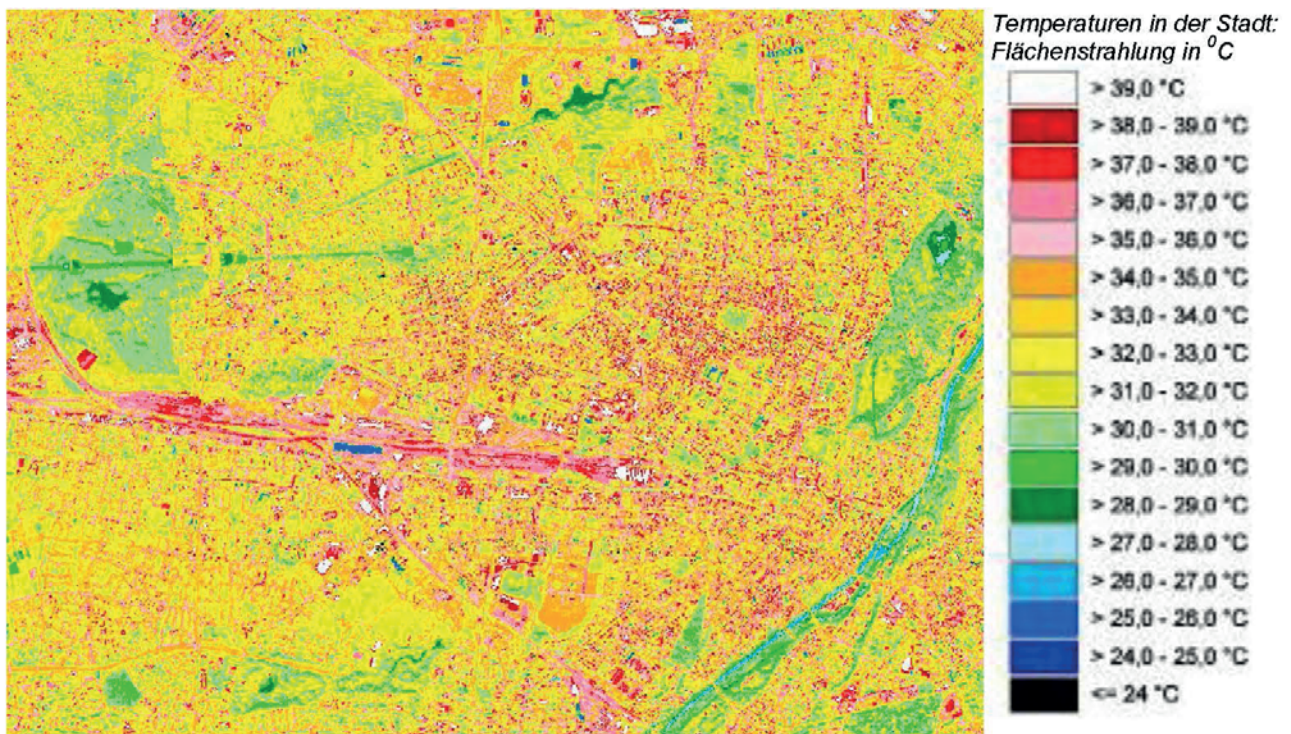 Temperaturen in der Stadt:
Flächenstrahlung in ⁰C
> 39,0 °C
> 38,0 - 39,0 °C
> 37,0 - 38,0 °C
> 36,0 - 37,0 °C
> 35,0 - 36,0 °C
> 34,0 - 35,0 °C
> 33,0 - 34,0 °C
> 32,0 - 33,0 °C
> 31,0 - 32,0 °C
> 30,0 - 31,0 °C
> 29,0 - 30,0 °C
> 28,0 - 29,0 °C
> 27,0 - 28,0 °C
> 26,0 - 27,0 °C
> 25,0 - 26,0 °C
> 24,0 - 25,0 °C
<= 24 °C